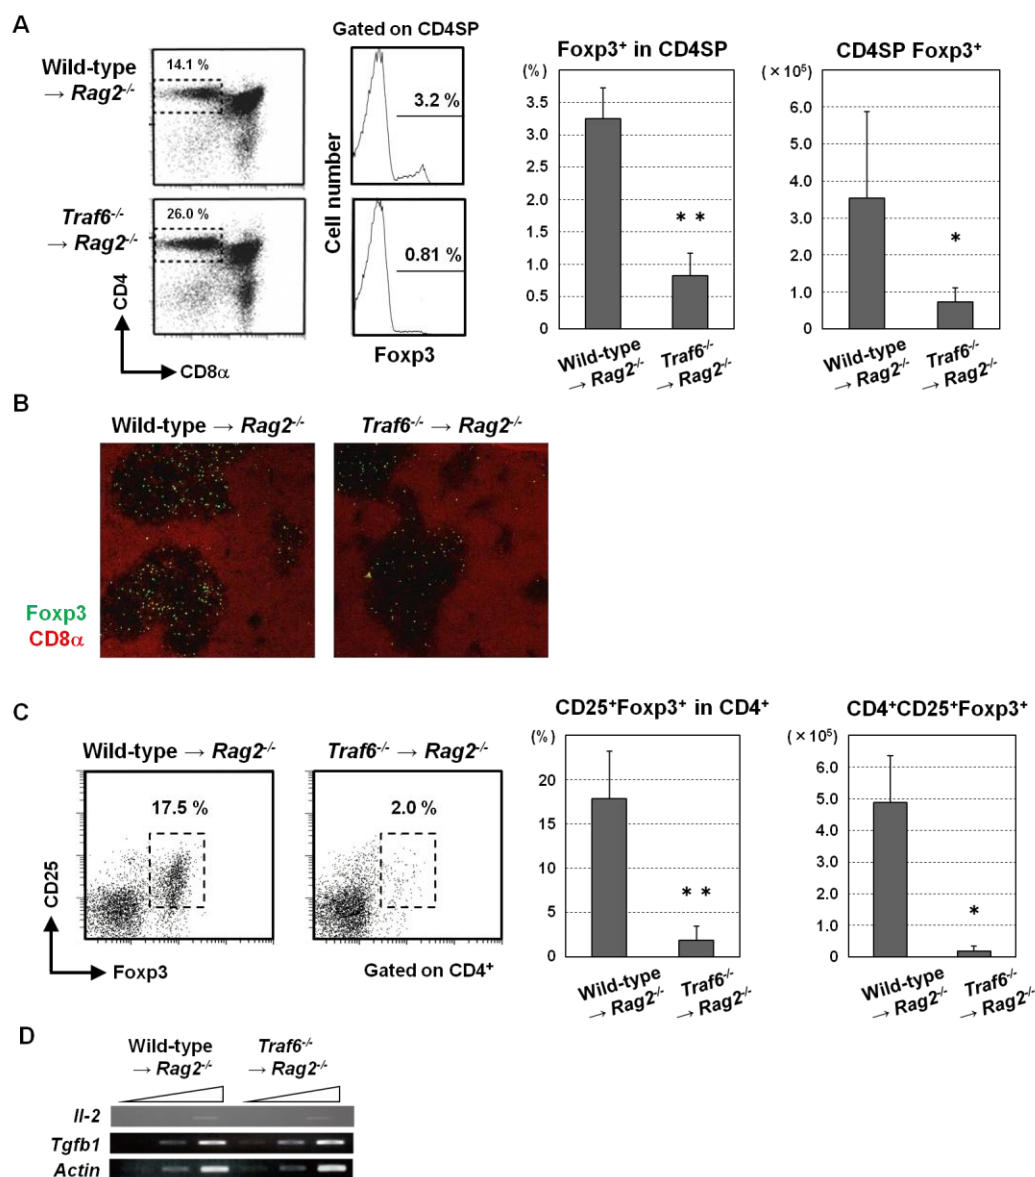 A
Gated on CD4SP
Wild-type
→ Rag2-/-
14.1 %
3.2 %
Traf6-/-
→ Rag2-/-
26.0 %
0.81 %
Cell number
CD4
CD8α
Foxp3
Foxp3+ in CD4SP
(%)
3.5
3.0
2.5
2.0
1.5
1.0
0.5
0
**
Wild-type
→ Rag2-/-
Traf6-/-
→ Rag2-/-
CD4SP Foxp3+
(×10⁵)
6.0
5.0
4.0
3.0
2.0
1.0
0
*
Wild-type
→ Rag2-/-
Traf6-/-
→ Rag2-/-
B
Wild-type → Rag2-/-
Traf6-/- → Rag2-/-
Foxp3
CD8α
C
Wild-type → Rag2-/-
Traf6-/- → Rag2-/-
17.5 %
2.0 %
CD25
Foxp3
Gated on CD4+
CD25+Foxp3+ in CD4+
(%)
20
15
10
5
0
**
Wild-type
→ Rag2-/-
Traf6-/-
→ Rag2-/-
CD4+CD25+Foxp3+
(×10⁵)
6.0
5.0
4.0
3.0
2.0
1.0
0
*
Wild-type
→ Rag2-/-
Traf6-/-
→ Rag2-/-
D
Wild-type
→ Rag2-/-
Traf6-/-
→ Rag2-/-
Il-2
Tgfb1
Actin